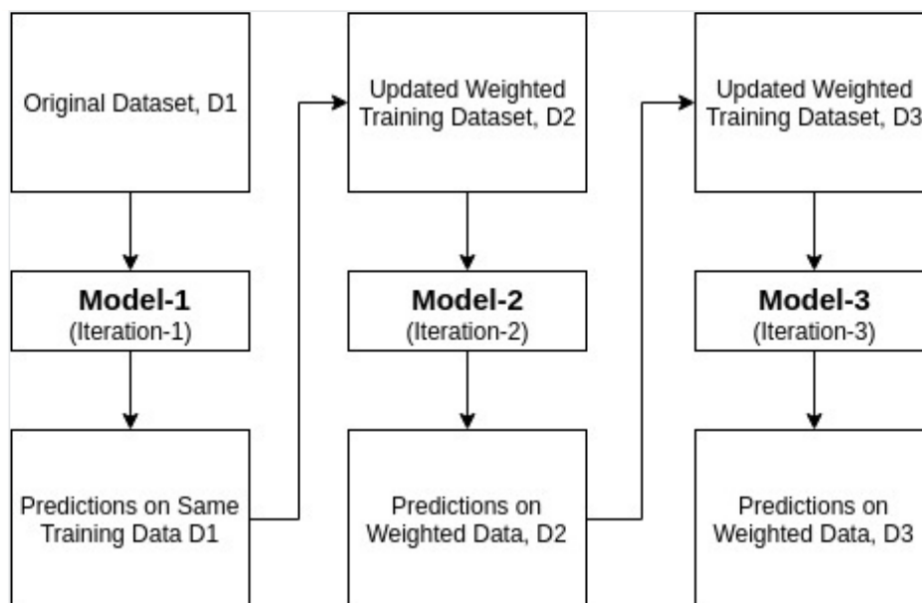 Original Dataset, D1
Updated Weighted
Training Dataset, D2
Updated Weighted
Training Dataset, D3
Model-1
(Iteration-1)
Model-2
(Iteration-2)
Model-3
(Iteration-3)
Predictions on Same
Training Data D1
Predictions on
Weighted Data, D2
Predictions on
Weighted Data, D3